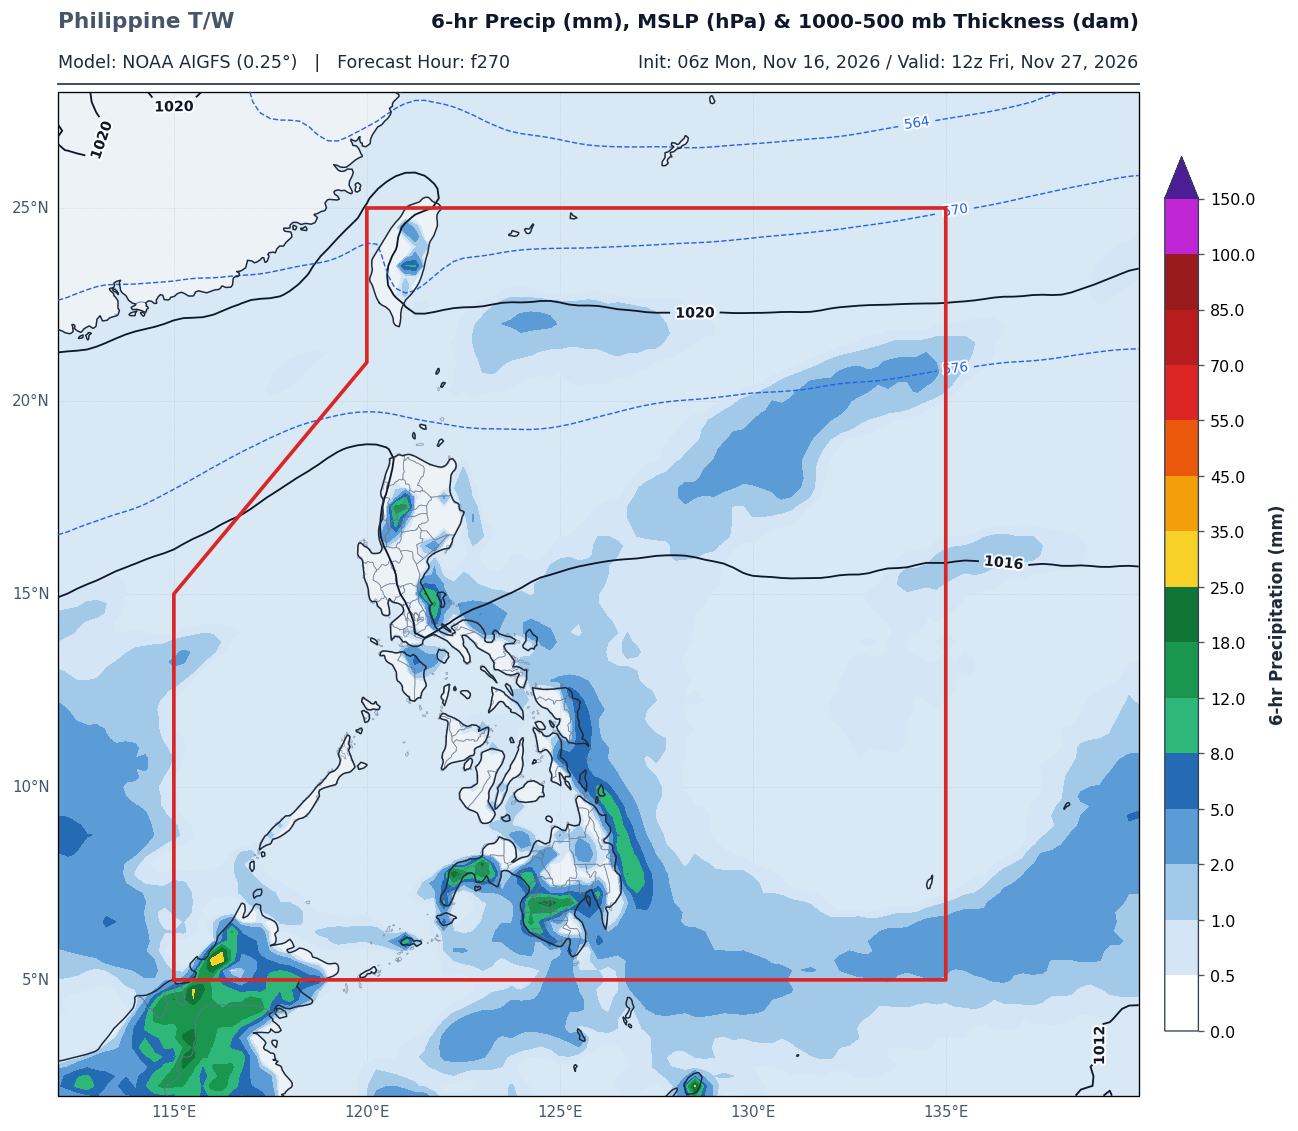 Philippine T/W
6-hr Precip (mm), MSLP (hPa) & 1000-500 mb Thickness (dam)
Model: NOAA AIGFS (0.25°) | Forecast Hour: f270
Init: 06z Mon, Nov 16, 2026 / Valid: 12z Fri, Nov 27, 2026
1020
1020
564
570
1020
576
1016
1012
25°N
20°N
15°N
10°N
5°N
115°E
120°E
125°E
130°E
135°E
150.0
100.0
85.0
70.0
55.0
45.0
35.0
25.0
18.0
12.0
8.0
5.0
2.0
1.0
0.5
0.0
6-hr Precipitation (mm)